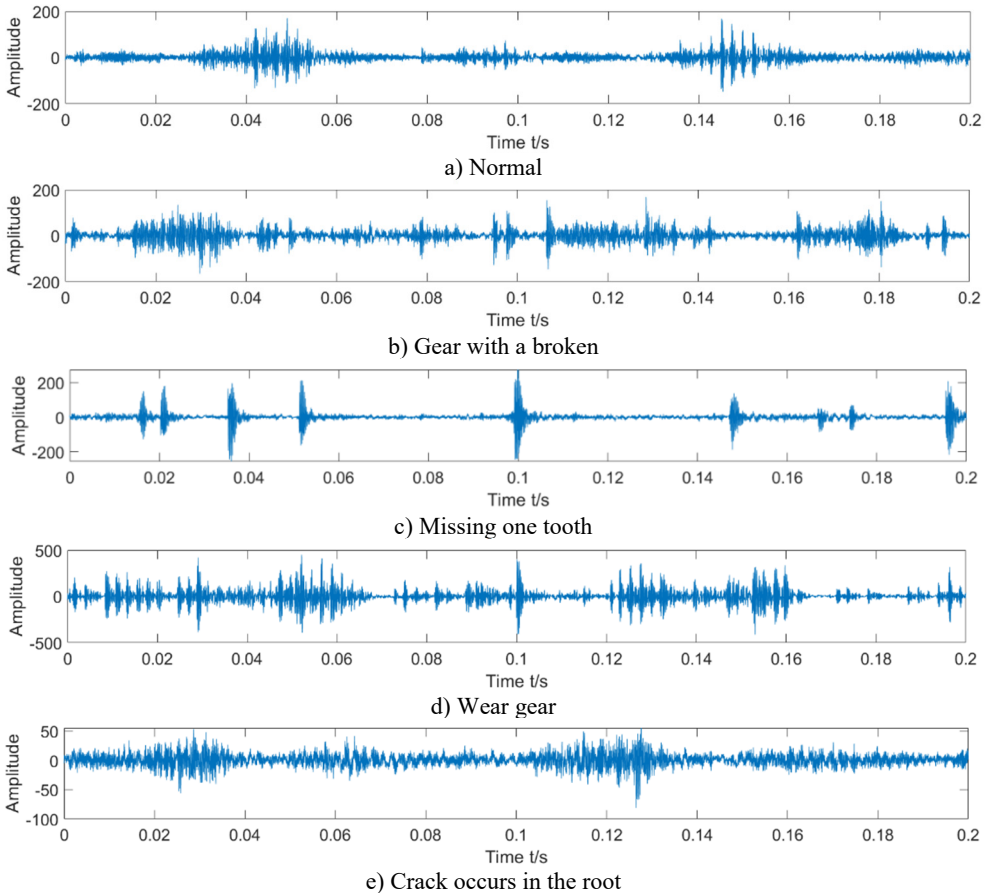 200
0
-200
Amplitude
0 0.02 0.04 0.06 0.08 0.1 0.12 0.14 0.16 0.18 0.2
Time t/s
a) Normal
200
0
-200
Amplitude
0 0.02 0.04 0.06 0.08 0.1 0.12 0.14 0.16 0.18 0.2
Time t/s
b) Gear with a broken
200
0
-200
Amplitude
0 0.02 0.04 0.06 0.08 0.1 0.12 0.14 0.16 0.18 0.2
Time t/s
c) Missing one tooth
500
0
-500
Amplitude
0 0.02 0.04 0.06 0.08 0.1 0.12 0.14 0.16 0.18 0.2
Time t/s
d) Wear gear
50
0
-50
-100
Amplitude
0 0.02 0.04 0.06 0.08 0.1 0.12 0.14 0.16 0.18 0.2
Time t/s
e) Crack occurs in the root